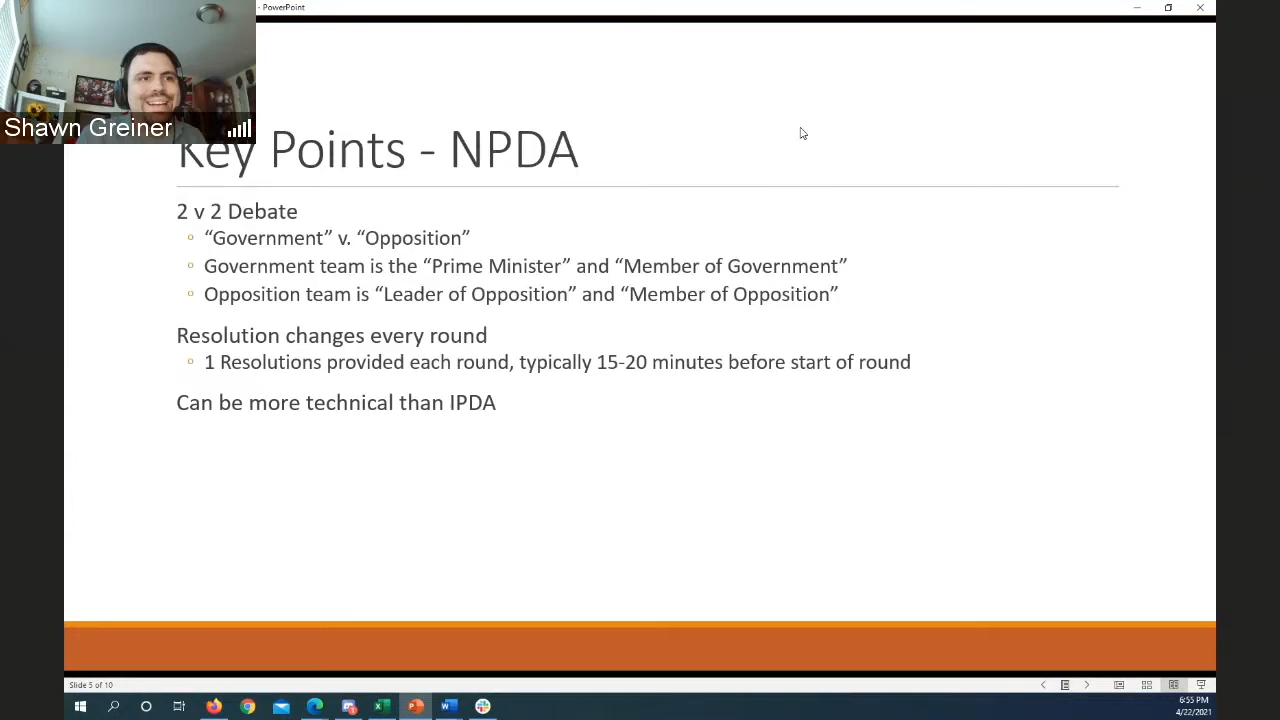 - PowerPoint
Shawn Greiner
Key Points - NPDA
2 v 2 Debate
“Government” v. “Opposition”
Government team is the “Prime Minister” and “Member of Government”
Opposition team is “Leader of Opposition” and “Member of Opposition”
Resolution changes every round
1 Resolutions provided each round, typically 15-20 minutes before start of round
Can be more technical than IPDA
Slide 5 of 10
6:55 PM
4/22/2021